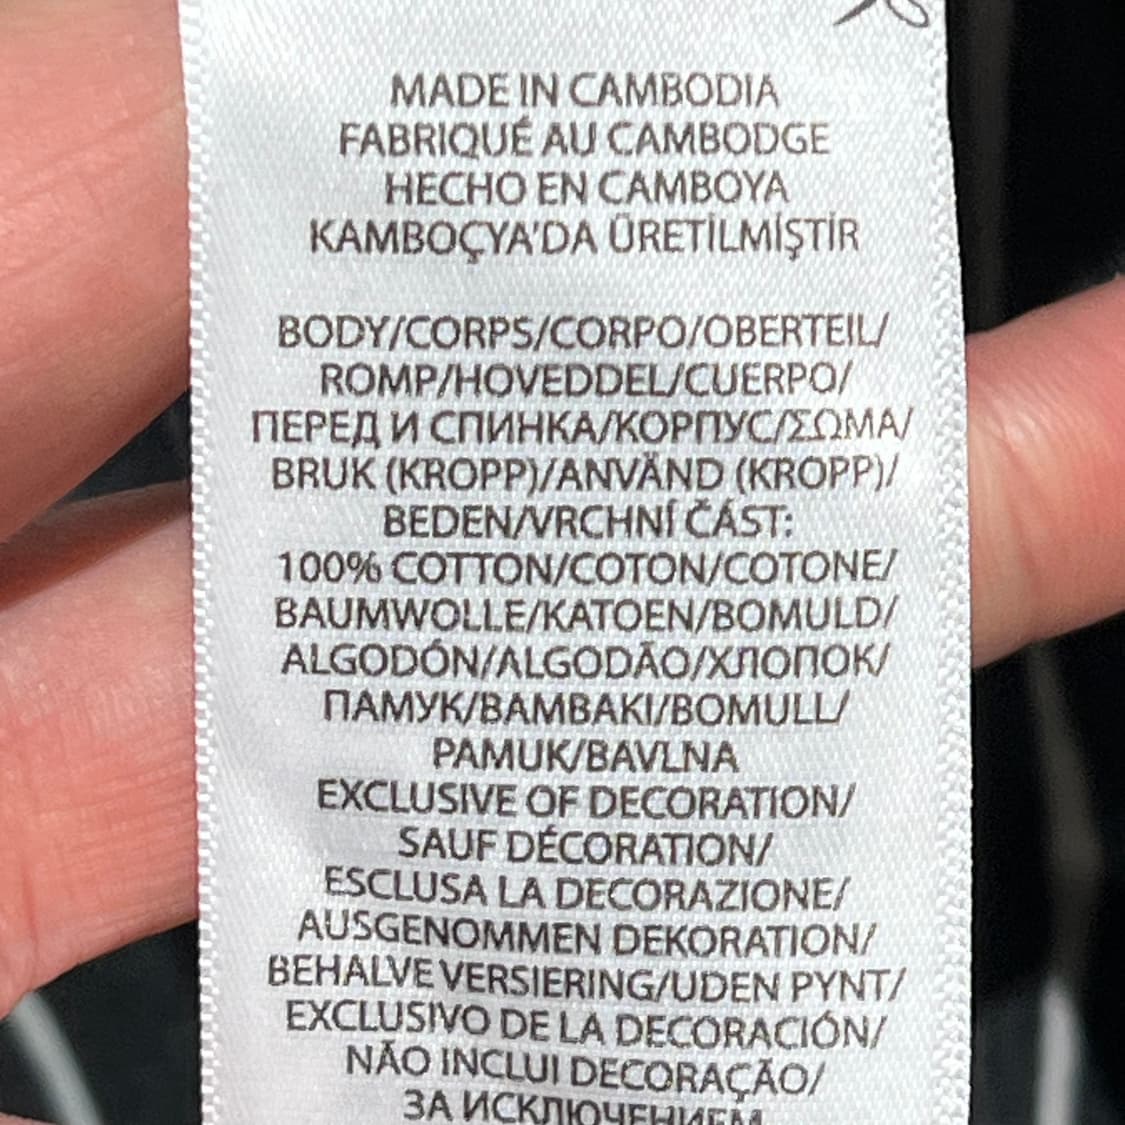 MADE IN CAMBODIA
FABRIQUÉ AU CAMBODGE
HECHO EN CAMBOYA
KAMBOÇYA'DA ÜRETİLMİŞTİR
BODY/CORPS/CORPO/OBERTEIL/
ROMP/HOVEDDEL/CUERPO/
ПЕРЕД И СПИНКА/КОРПУС/ΣΩΜΑ/
BRUK (KROPP)/ANVÄND (KROPP)/
BEDEN/VRCHNÍ ČÁST:
100% COTTON/COTON/COTONE/
BAUMWOLLE/KATOEN/BOMULD/
ALGODÓN/ALGODÃO/ХЛОПОК/
ПАМУК/ΒΑΜΒΑΚΙ/BOMULL/
PAMUK/BAVLNA
EXCLUSIVE OF DECORATION/
SAUF DÉCORATION/
ESCLUSA LA DECORAZIONE/
AUSGENOMMEN DEKORATION/
BEHALVE VERSIERING/UDEN PYNT/
EXCLUSIVO DE LA DECORACIÓN/
NÃO INCLUI DECORAÇÃO/
ЗА ИСКЛЮЧЕНИЕМ